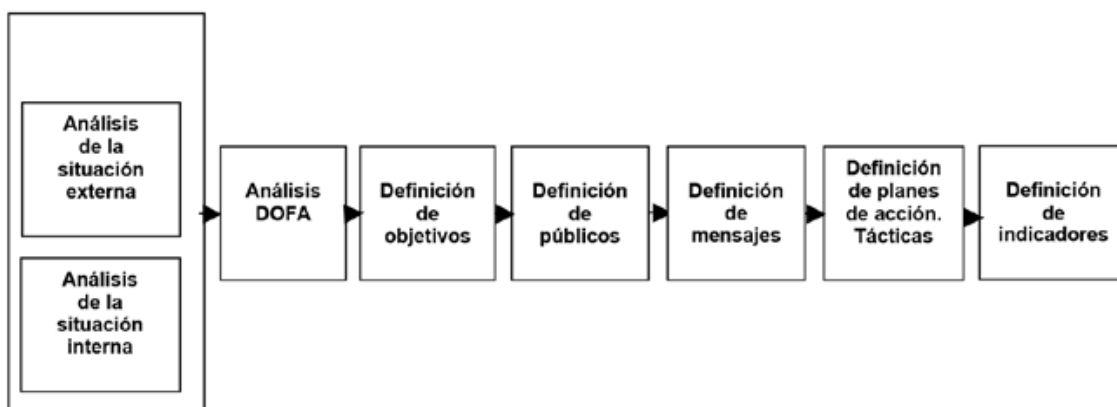 Análisis
de la
situación
externa
Análisis
de la
situación
interna
Análisis
DOFA
Definición
de
objetivos
Definición
de
públicos
Definición
de
mensajes
Definición
de planes
de acción.
Tácticas
Definición
de
indicadores